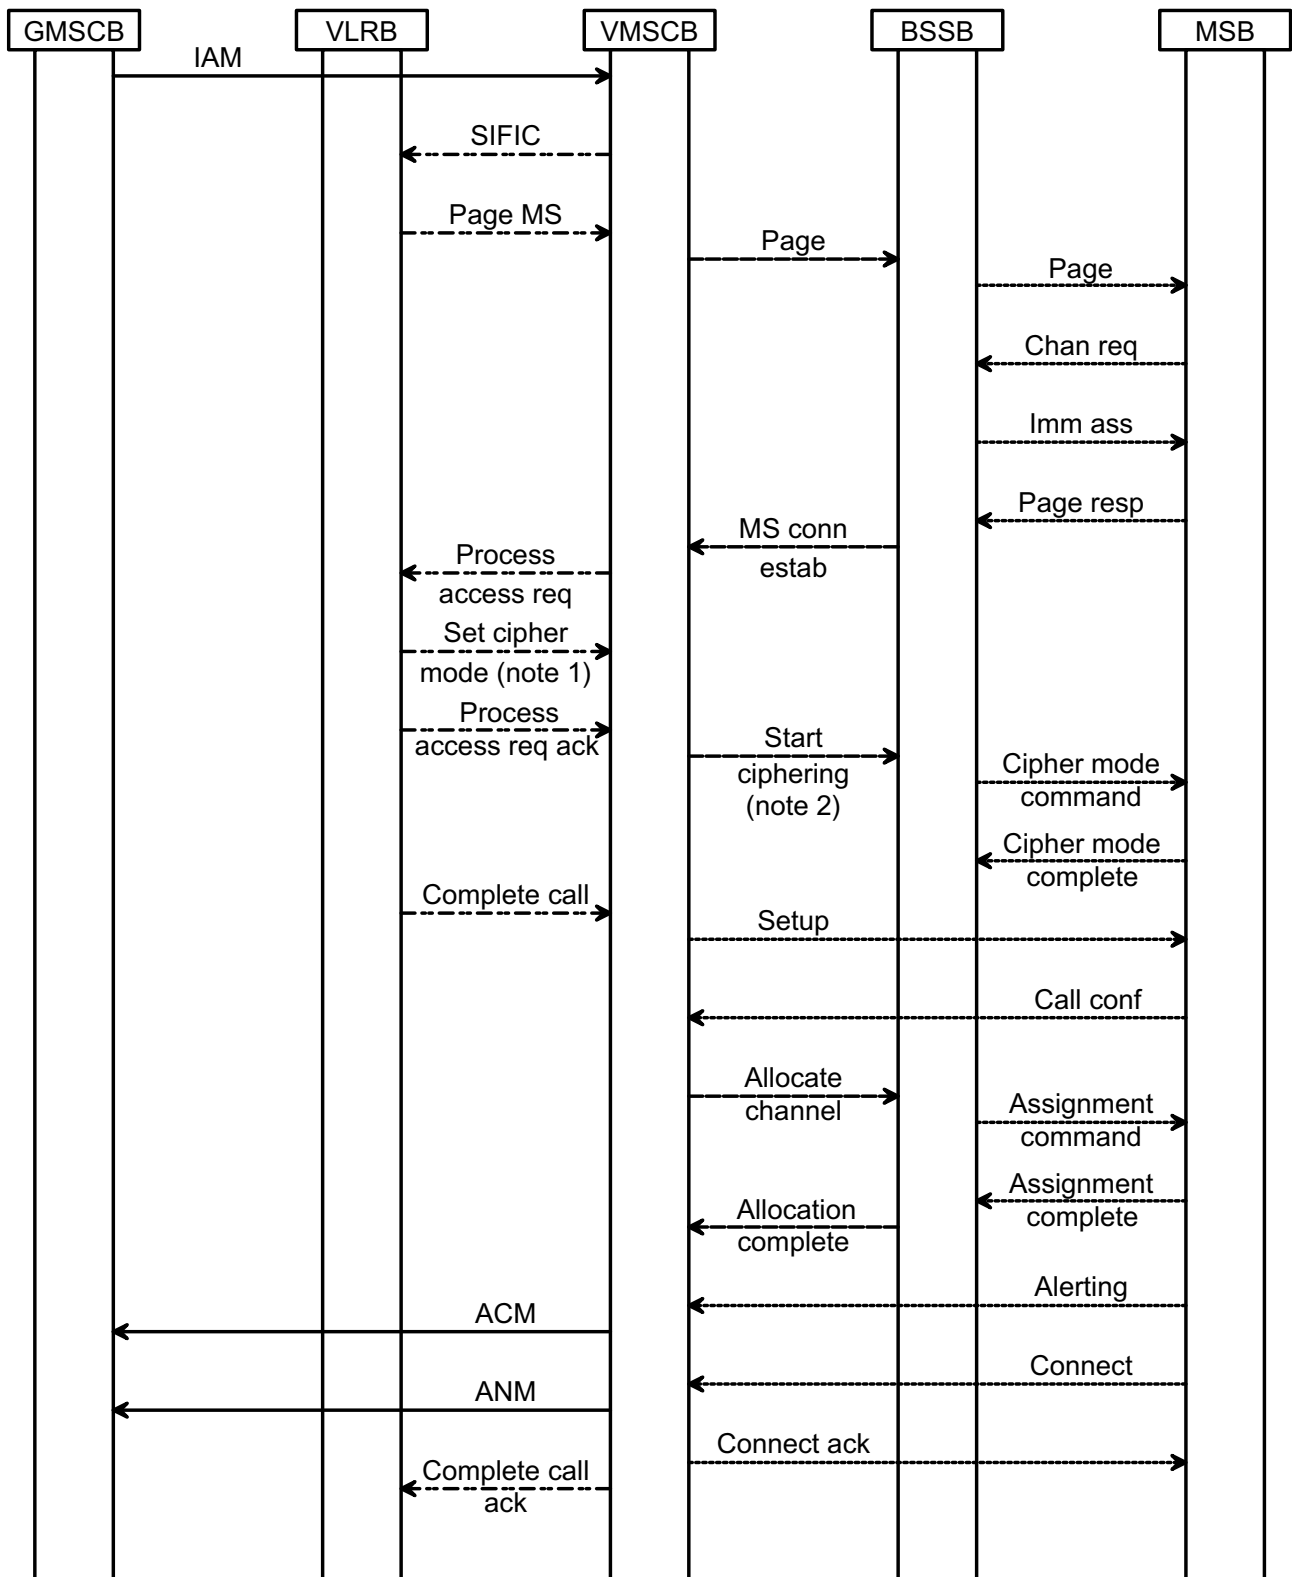 GMSCB
VLRB
VMSCB
BSSB
MSB
IAM
SIFIC
Page MS
Page
Page
Chan req
Imm ass
Page resp
MS conn
estab
Process
access req
Set cipher
mode (note 1)
Process
access req ack
Start
ciphering
(note 2)
Cipher mode
command
Cipher mode
complete
Complete call
Setup
Call conf
Allocate
channel
Assignment
command
Assignment
complete
Allocation
complete
Alerting
ACM
Connect
ANM
Connect ack
Complete call
ack